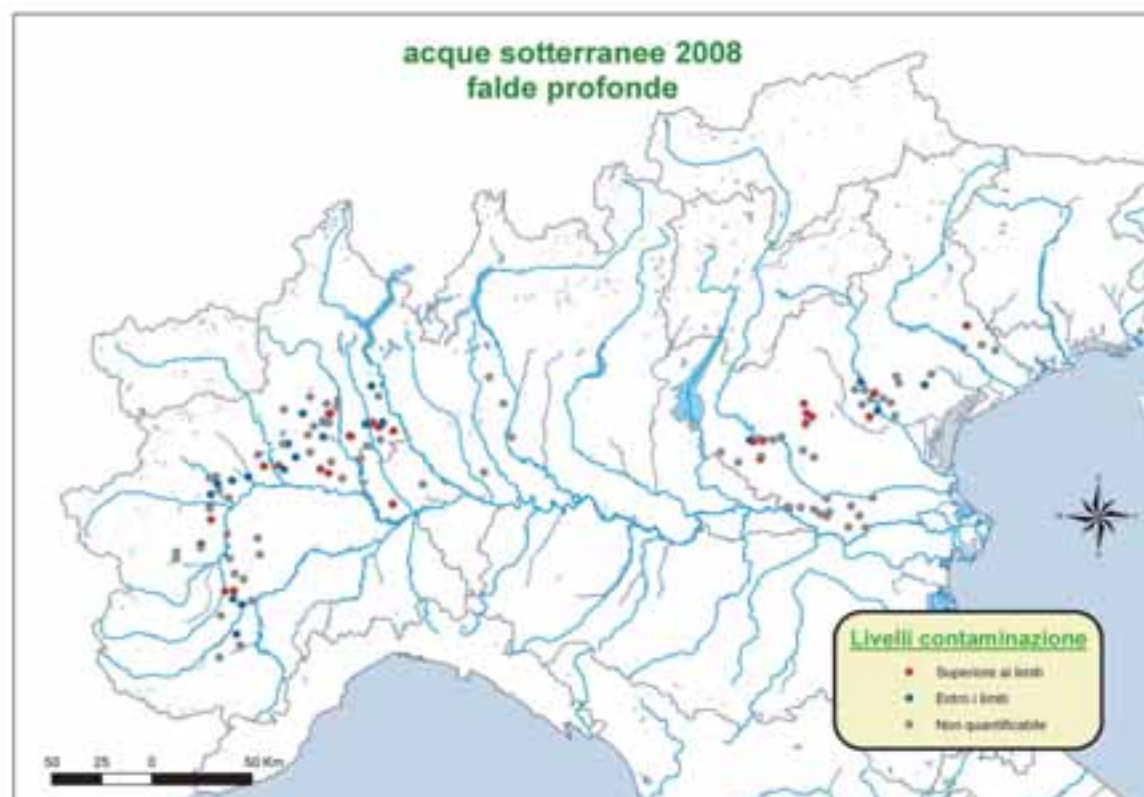 acque sotterranee 2008
falde profonde
Livelli contaminazione
Superiore ai limiti
Entro i limiti
Non quantificabile
50 25 0 50 Km